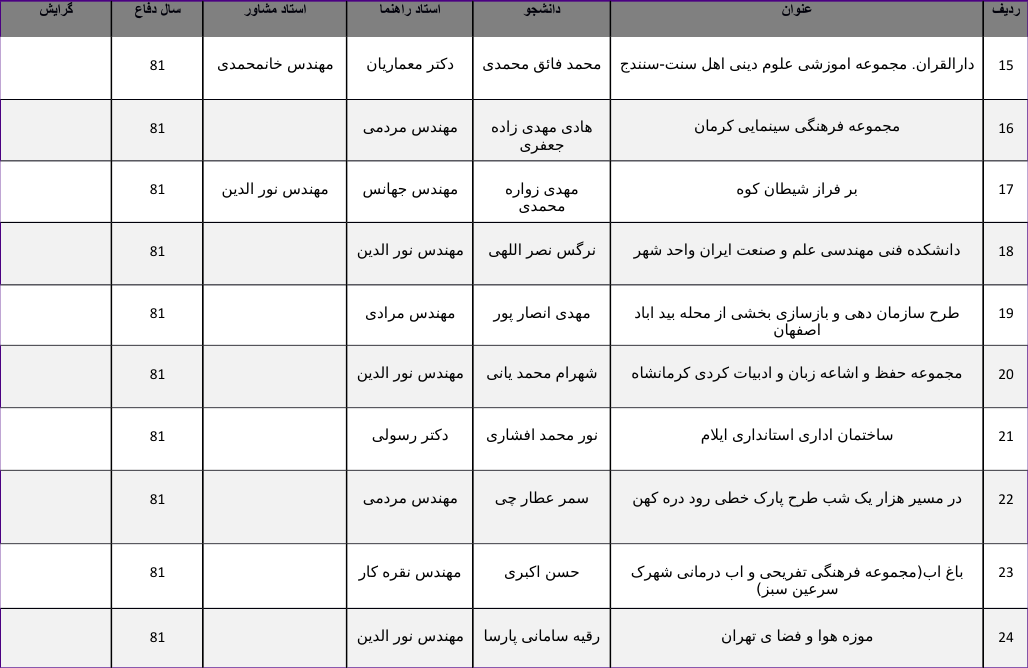 ردیف عنوان دانشجو استاد راهنما استاد مشاور سال دفاع گرایش
15 دارالقران. مجموعه اموزشی علوم دینی اهل سنت-سنندج محمد فائق محمدی دکتر معماریان مهندس خانمحمدی 81
16 مجموعه فرهنگی سینمایی کرمان هادی مهدی زاده مهندس مردمی 81
جعفری
17 بر فراز شیطان کوه مهدی زواره مهندس جهانس مهندس نور الدین 81
محمدی
18 دانشکده فنی مهندسی علم و صنعت ایران واحد شهر نرگس نصر اللهی مهندس نور الدین 81
19 طرح سازمان دهی و بازسازی بخشی از محله بید اباد مهدی انصار پور مهندس مرادی 81
اصفهان
20 مجموعه حفظ و اشاعه زبان و ادبیات کردی کرمانشاه شهرام محمد یانی مهندس نور الدین 81
21 ساختمان اداری استانداری ایلام نور محمد افشاری دکتر رسولی 81
22 در مسیر هزار یک شب طرح پارک خطی رود دره کهن سمر عطار چی مهندس مردمی 81
23 باغ اب(مجموعه فرهنگی تفریحی و اب درمانی شهرک حسن اکبری مهندس نقره کار 81
سرعین سبز)
24 موزه هوا و فضا ی تهران رقیه سامانی پارسا مهندس نور الدین 81